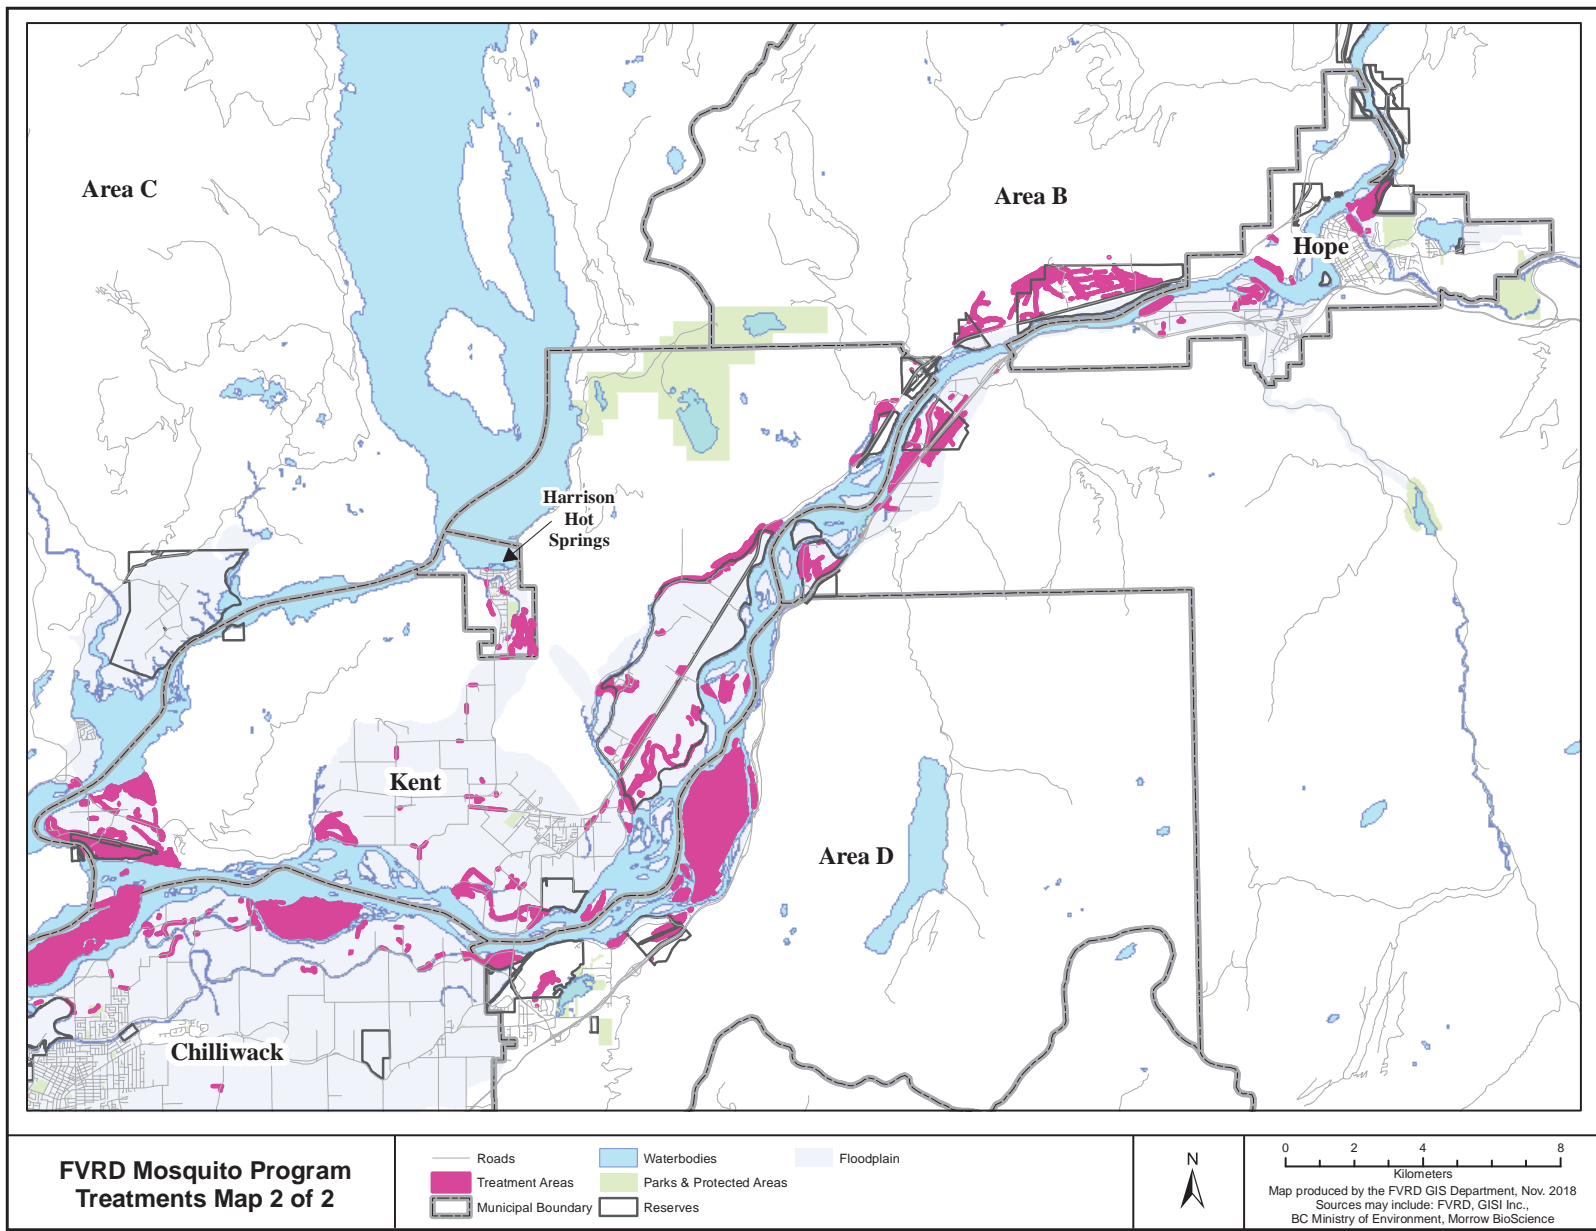 Area C
Area B
Hope
Harrison
Hot
Springs
Kent
Area D
Chilliwack
FVRD Mosquito Program
Treatments Map 2 of 2
Roads
Treatment Areas
Municipal Boundary
Waterbodies
Parks & Protected Areas
Reserves
Floodplain
N
0 2 4 8
Kilometers
Map produced by the FVRD GIS Department, Nov. 2018
Sources may include: FVRD, GISI Inc.,
BC Ministry of Environment, Morrow BioScience